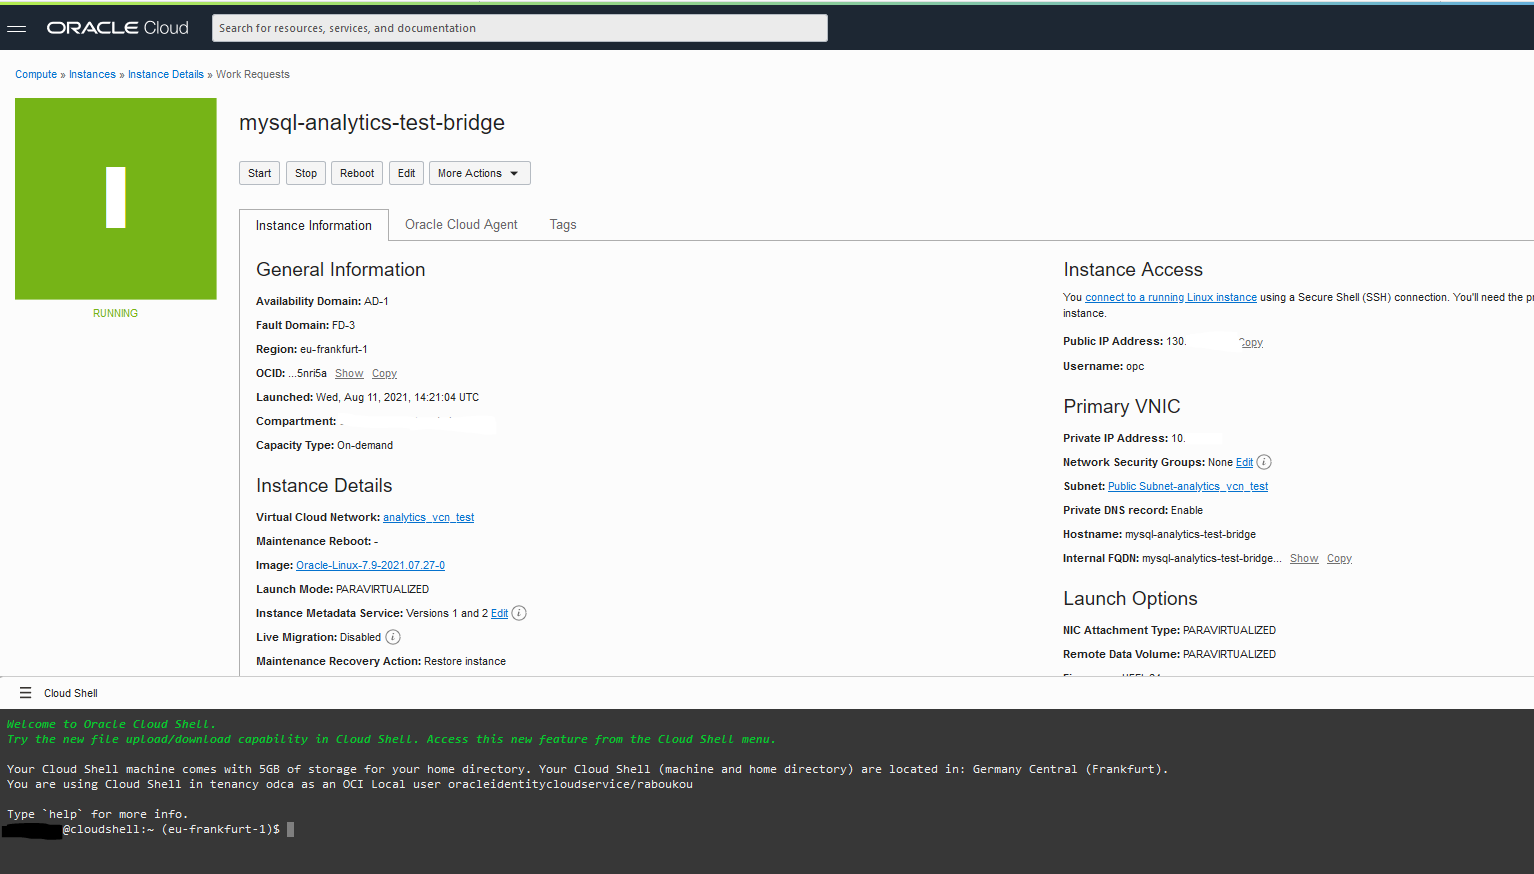 ORACLE Cloud
Search for resources, services, and documentation
Compute » Instances » Instance Details » Work Requests
mysql-analytics-test-bridge
Start Stop Reboot Edit More Actions
RUNNING
Instance Information Oracle Cloud Agent Tags
General Information
Availability Domain: AD-1
Fault Domain: FD-3
Region: eu-frankfurt-1
OCID: ...5nri5a Show Copy
Launched: Wed, Aug 11, 2021, 14:21:04 UTC
Compartment:
Capacity Type: On-demand
Instance Details
Virtual Cloud Network: analytics_vcn_test
Maintenance Reboot: -
Image: Oracle-Linux-7.9-2021.07.27-0
Launch Mode: PARAVIRTUALIZED
Instance Metadata Service: Versions 1 and 2 Edit
Live Migration: Disabled
Maintenance Recovery Action: Restore instance
Instance Access
You connect to a running Linux instance using a Secure Shell (SSH) connection. You'll need the pr
instance.
Public IP Address: 130. Copy
Username: opc
Primary VNIC
Private IP Address: 10.
Network Security Groups: None Edit
Subnet: Public Subnet-analytics_vcn_test
Private DNS record: Enable
Hostname: mysql-analytics-test-bridge
Internal FQDN: mysql-analytics-test-bridge... Show Copy
Launch Options
NIC Attachment Type: PARAVIRTUALIZED
Remote Data Volume: PARAVIRTUALIZED
Cloud Shell
Welcome to Oracle Cloud Shell.
Try the new file upload/download capability in Cloud Shell. Access this new feature from the Cloud Shell menu.
Your Cloud Shell machine comes with 5GB of storage for your home directory. Your Cloud Shell (machine and home directory) are located in: Germany Central (Frankfurt).
You are using Cloud Shell in tenancy odca as an OCI Local user oracleidentitycloudservice/raboukou
Type `help` for more info.
@cloudshell:~ (eu-frankfurt-1)$